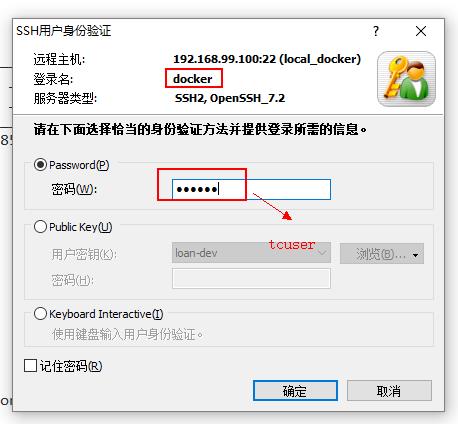 SSH用户身份验证
?
×
远程主机: 192.168.99.100:22 (local_docker)
登录名: docker
服务器类型: SSH2, OpenSSH_7.2
请在下面选择恰当的身份验证方法并提供登录所需的信息。
85
Password(P)
密码(W): ●●●●●●
tcuser
Public Key(U)
用户密钥(K): loan-dev 浏览(B)...
密码(H):
Keyboard Interactive(I)
使用键盘输入用户身份验证。
记住密码(R)
确定 取消
or